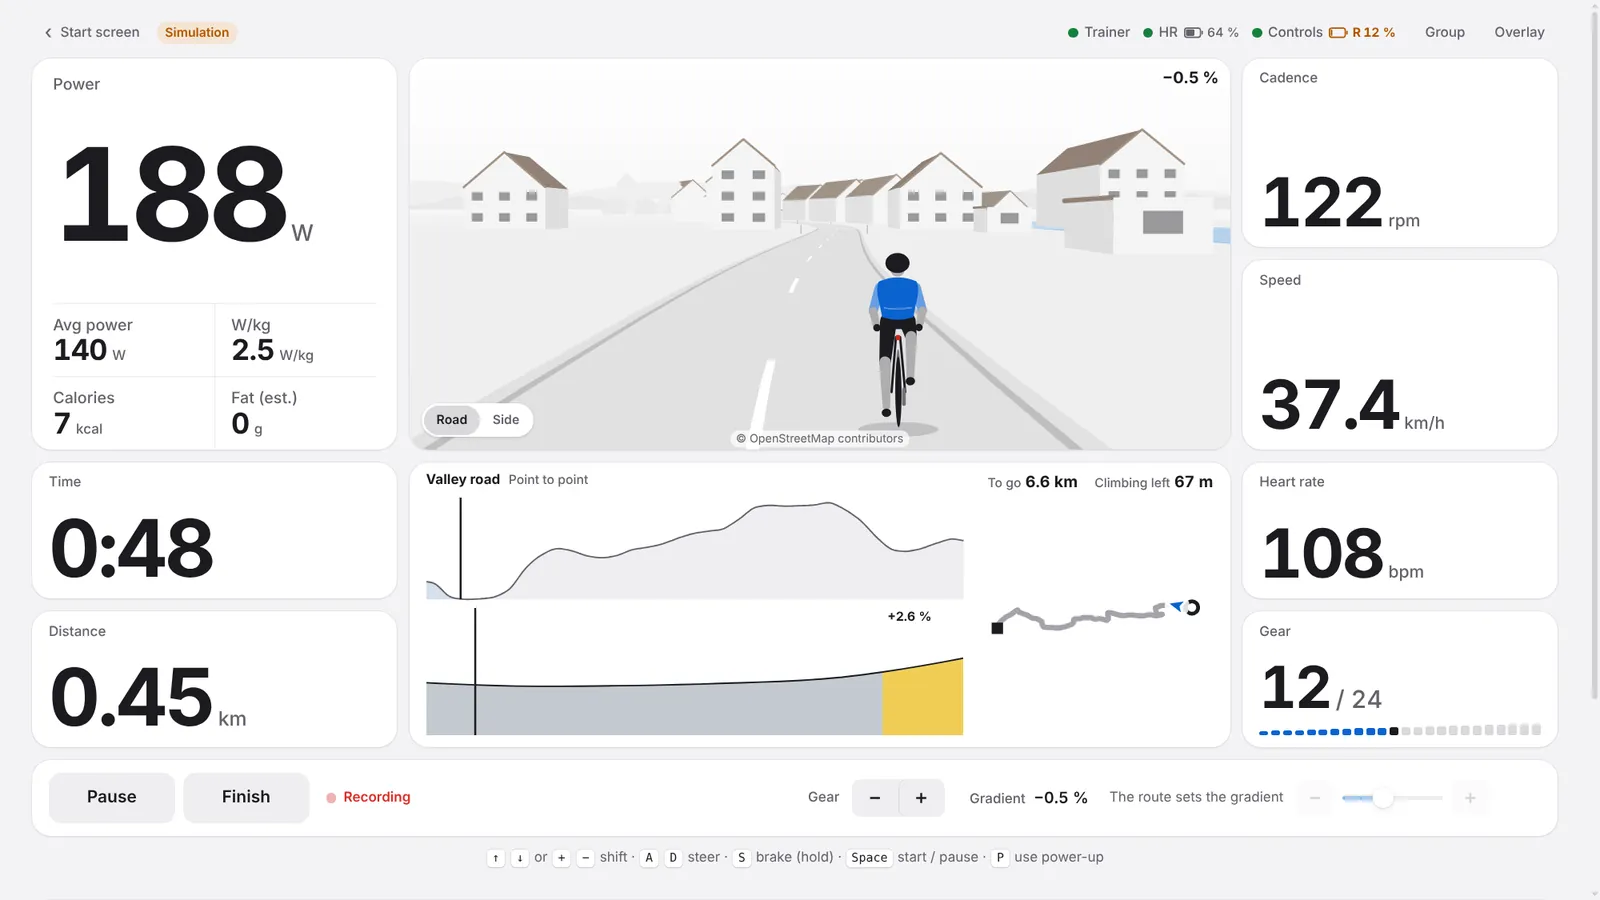 Start screen
Simulation
Trainer
HR 64 %
Controls R 12 %
Group
Overlay
Power
188 W
Avg power
140 W
W/kg
2.5 W/kg
Calories
7 kcal
Fat (est.)
0 g
−0.5 %
Road
Side
© OpenStreetMap contributors
Cadence
122 rpm
Speed
37.4 km/h
Time
0:48
Distance
0.45 km
Valley road Point to point
To go 6.6 km Climbing left 67 m
+2.6 %
Heart rate
108 bpm
Gear
12 / 24
Pause
Finish
Recording
Gear − +
Gradient −0.5 %
The route sets the gradient − +
↑ ↓ or + − shift · A D steer · S brake (hold) · Space start / pause · P use power-up